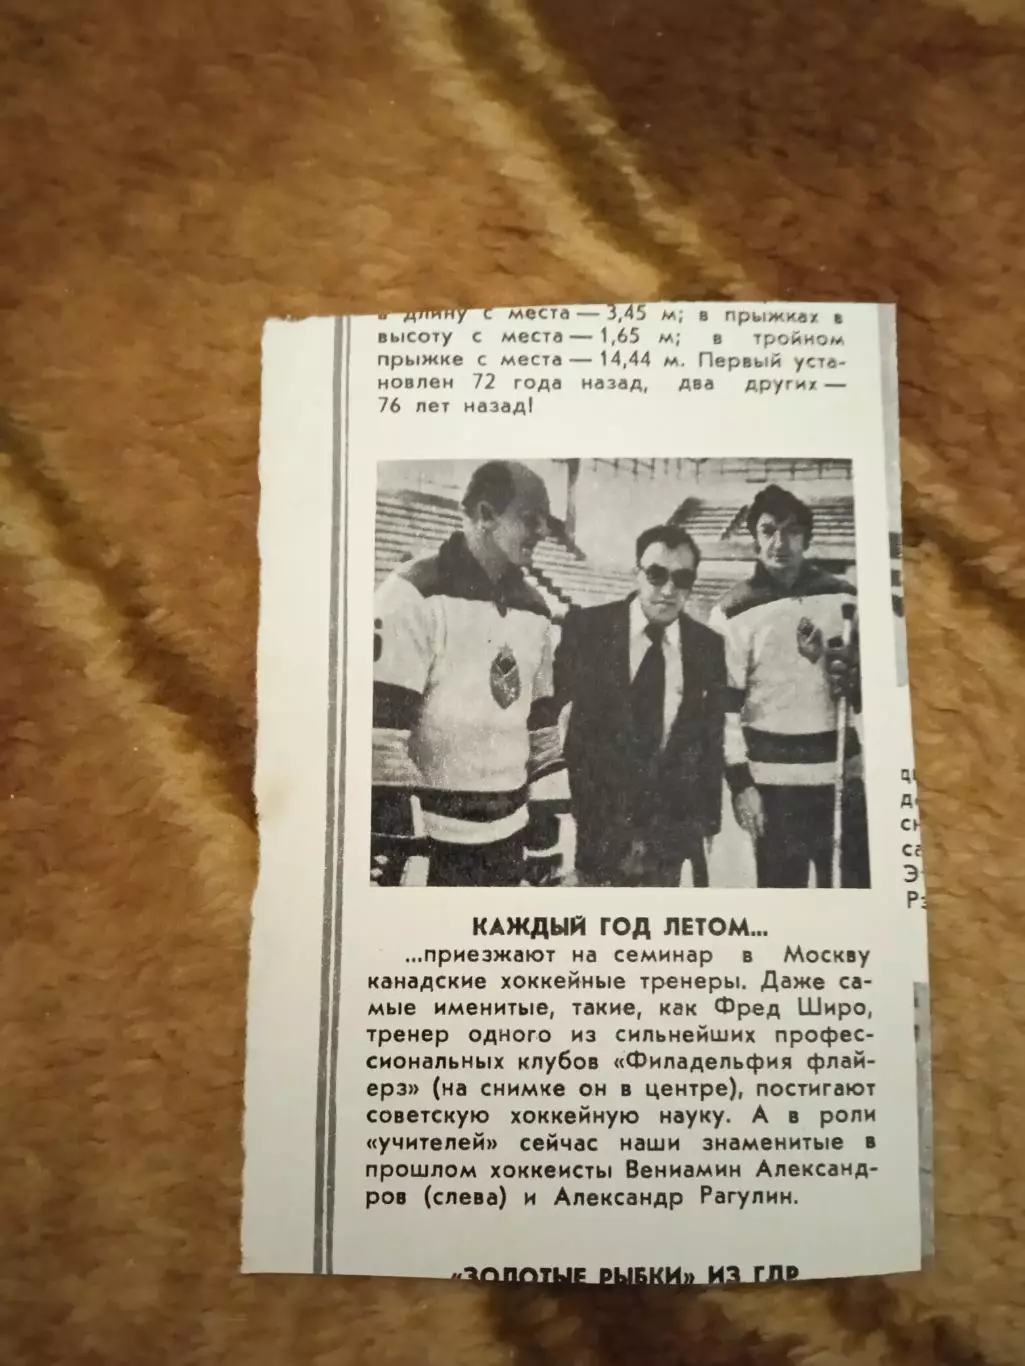 в длину с места — 3,45 м; в прыжках в
высоту с места — 1,65 м; в тройном
прыжке с места — 14,44 м. Первый уста-
новлен 72 года назад, два других —
76 лет назад!
КАЖДЫЙ ГОД ЛЕТОМ...
...приезжают на семинар в Москву
канадские хоккейные тренеры. Даже са-
мые именитые, такие, как Фред Широ,
тренер одного из сильнейших профес-
сиональных клубов «Филадельфия флай-
ерз» (на снимке он в центре), постигают
советскую хоккейную науку. А в роли
«учителей» сейчас наши знаменитые в
прошлом хоккеисты Вениамин Александ-
ров (слева) и Александр Рагулин.
«ЗОЛОТЫЕ РЫБКИ» ИЗ ГДР